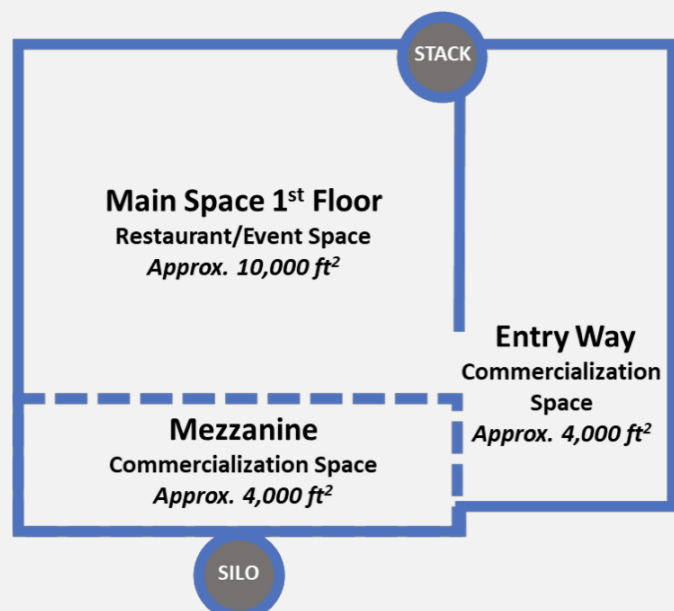 STACK
Main Space 1st Floor
Restaurant/Event Space
Approx. 10,000 ft²
Entry Way
Commercialization
Space
Approx. 4,000 ft²
Mezzanine
Commercialization Space
Approx. 4,000 ft²
SILO